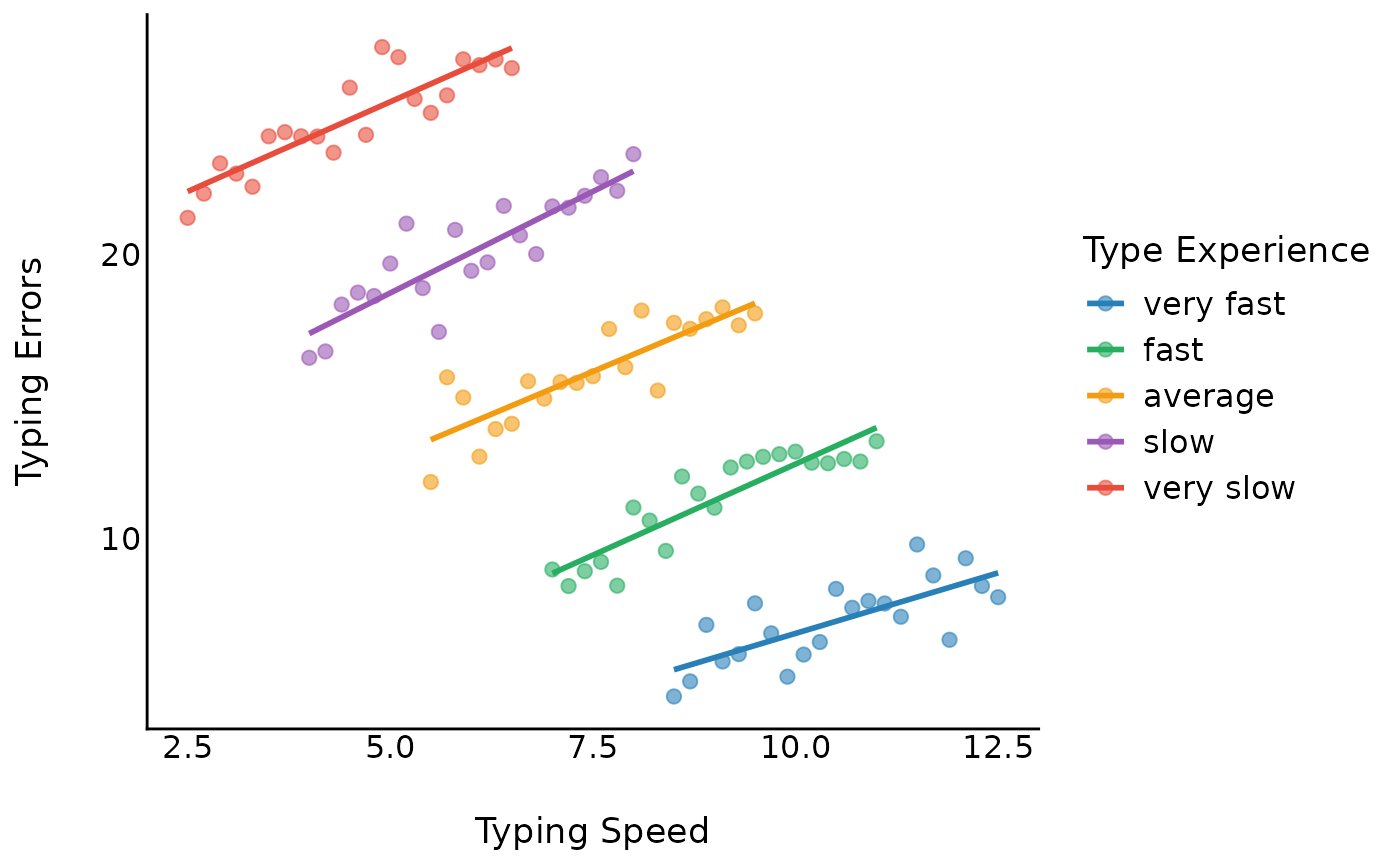 Typing Errors
20
10
2.5 5.0 7.5 10.0 12.5
Typing Speed
Type Experience
very fast
fast
average
slow
very slow